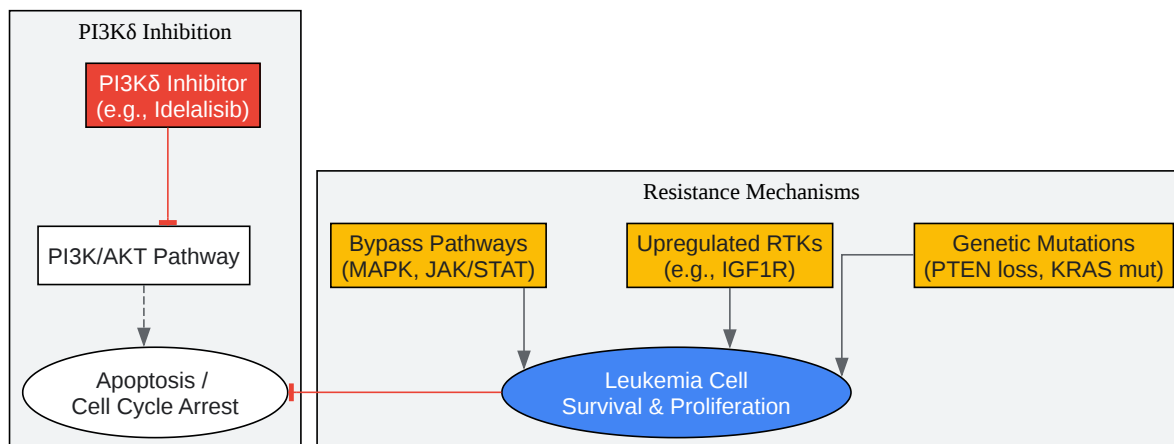 PI3Kδ Inhibition
PI3Kδ Inhibitor
(e.g., Idelalisib)
PI3K/AKT Pathway
Apoptosis /
Cell Cycle Arrest
Resistance Mechanisms
Bypass Pathways
(MAPK, JAK/STAT)
Upregulated RTKs
(e.g., IGF1R)
Genetic Mutations
(PTEN loss, KRAS mut)
Leukemia Cell
Survival & Proliferation